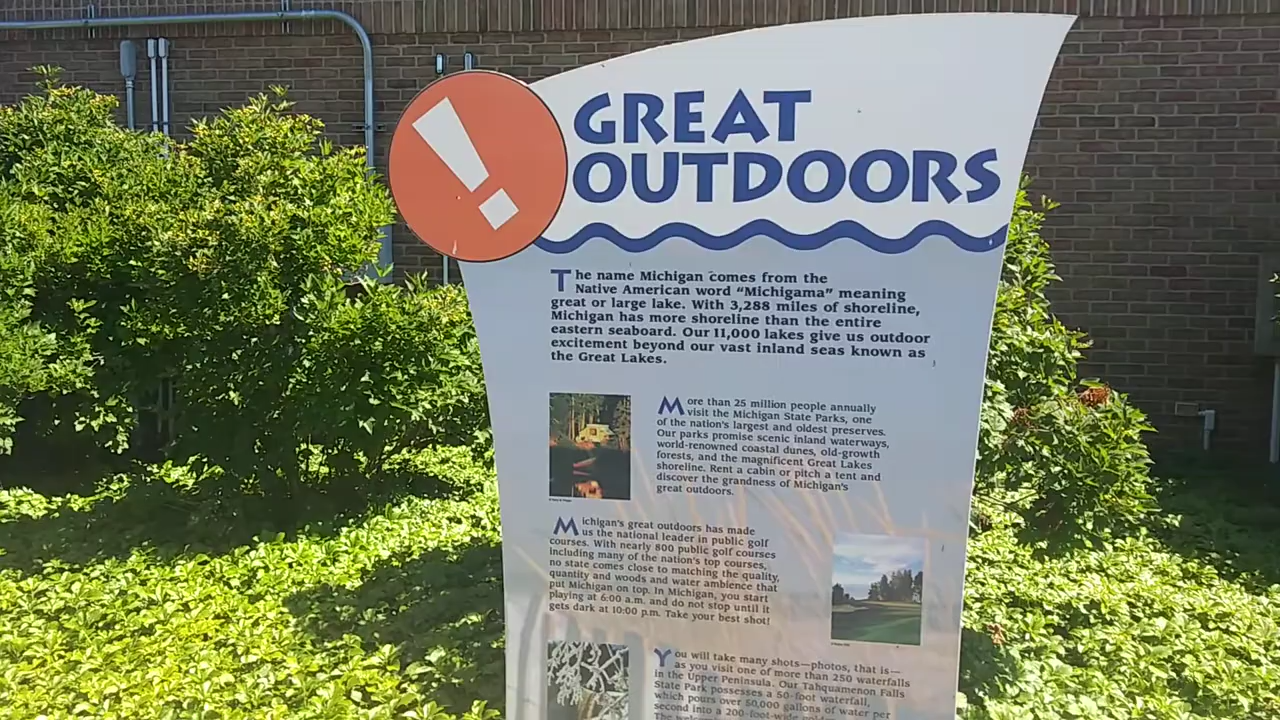 !
GREAT
OUTDOORS
The name Michigan comes from the
Native American word “Michigama” meaning
great or large lake. With 3,288 miles of shoreline,
Michigan has more shoreline than the entire
eastern seaboard. Our 11,000 lakes give us outdoor
excitement beyond our vast inland seas known as
the Great Lakes.
More than 25 million people annually
visit the Michigan State Parks, one
of the nation's largest and oldest preserves.
Our parks promise scenic inland waterways,
world-renowned coastal dunes, old-growth
forests, and the magnificent Great Lakes
shoreline. Rent a cabin or pitch a tent and
discover the grandness of Michigan's
great outdoors.
Michigan's great outdoors has made
us the national leader in public golf
courses. With nearly 800 public golf courses
including many of the nation's top courses,
no state comes close to matching the quality,
quantity and woods and water ambience that
put Michigan on top. In Michigan, you start
playing at 6:00 a.m. and do not stop until it
gets dark at 10:00 p.m. Take your best shot!
You will take many shots—photos, that is—
as you visit one of more than 250 waterfalls
in the Upper Peninsula. Our Tahquamenon Falls
State Park possesses a 50-foot waterfall,
which pours over 50,000 gallons of water per
second into a 200-foot-wide